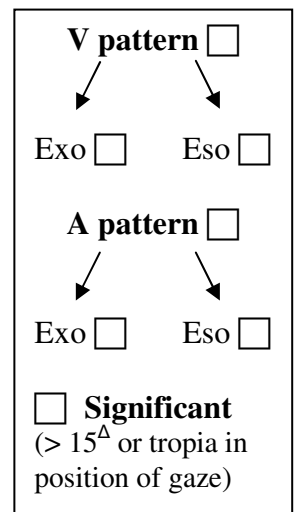 V pattern ☐
Exo ☐ Eso ☐
A pattern ☐
Exo ☐ Eso ☐
☐ Significant
(> 15^Δ or tropia in
position of gaze)